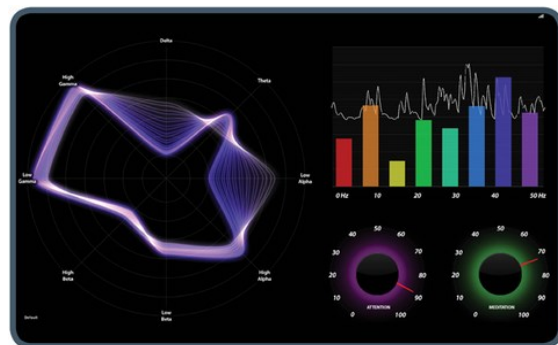 Delta
High
Gamma
Theta
Low
Gamma
Low
Alpha
High
Beta
High
Alpha
Low
Beta
Default
0 Hz 10 20 30 40 50 Hz
50
40 60
30 70
20 80
10 90
0 100
ATTENTION
50
40 60
30 70
20 80
10 90
0 100
MEDITATION